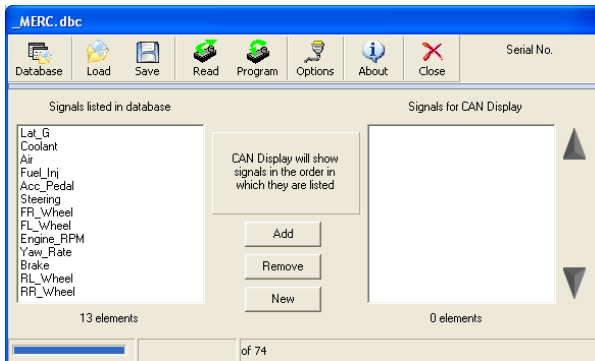 _MERC.dbc
Database Load Save Read Program Options About Close Serial No.
Signals listed in database
Signals for CAN Display
Lat_G
Coolant
Air
Fuel_Inj
Acc_Pedal
Steering
FR_Wheel
FL_Wheel
Engine_RPM
Yaw_Rate
Brake
RL_Wheel
RR_Wheel
CAN Display will show
signals in the order in
which they are listed
Add
Remove
New
13 elements
0 elements
of 74